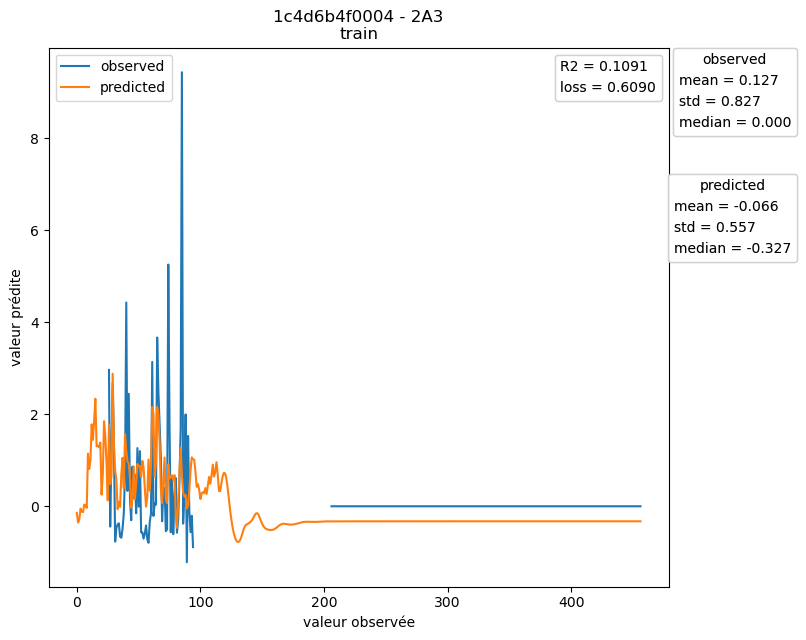 1c4d6b4f0004 - 2A3
train
observed
predicted
R2 = 0.1091
loss = 0.6090
observed
mean = 0.127
std = 0.827
median = 0.000
predicted
mean = -0.066
std = 0.557
median = -0.327
valeur prédite
8
6
4
2
0
0
100
200
300
400
valeur observée